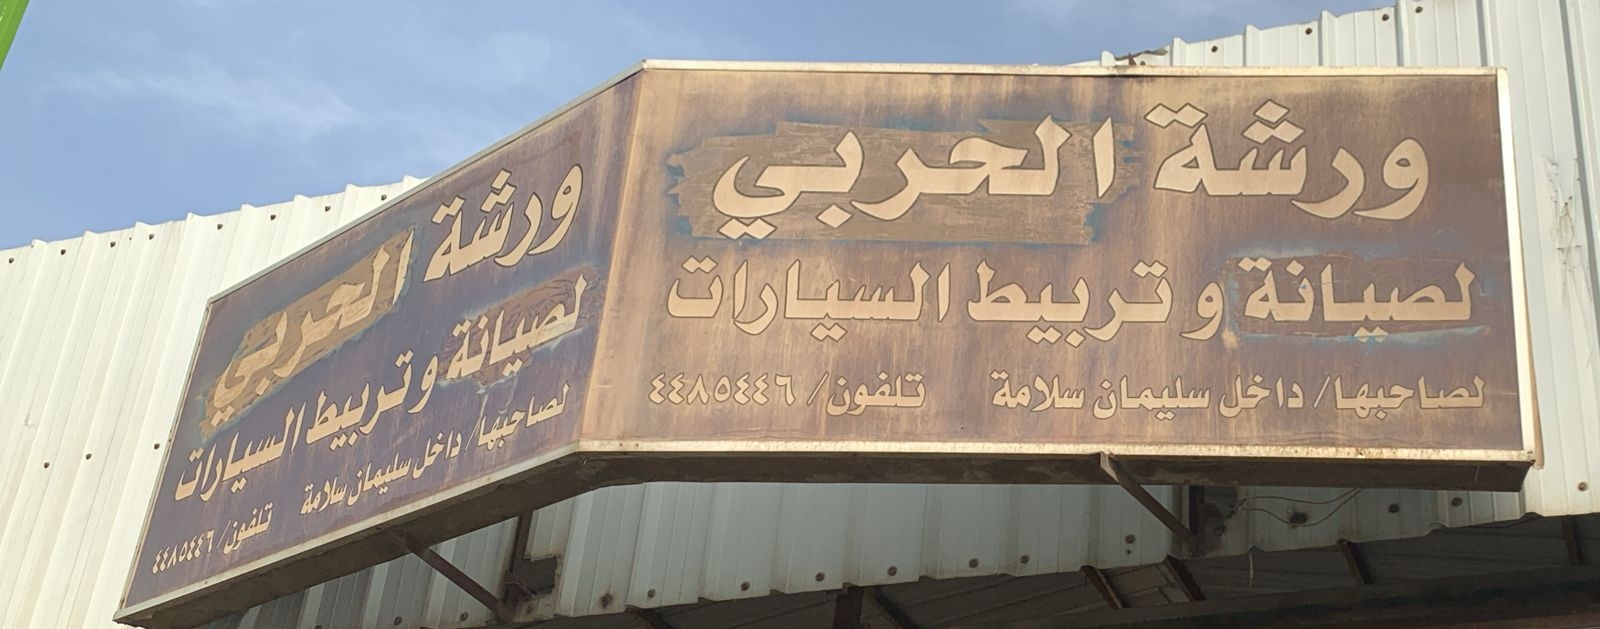 ورشة الحربي
لصيانة وتربيط السيارات
لصاحبها/ داخل سليمان سلامة تلفون/ ٤٤٨٥٤٤٦
ورشة الحربي
لصيانة وتربيط السيارات
لصاحبها/ داخل سليمان سلامة
تلفون/ ٤٤٨٥٤٤٦